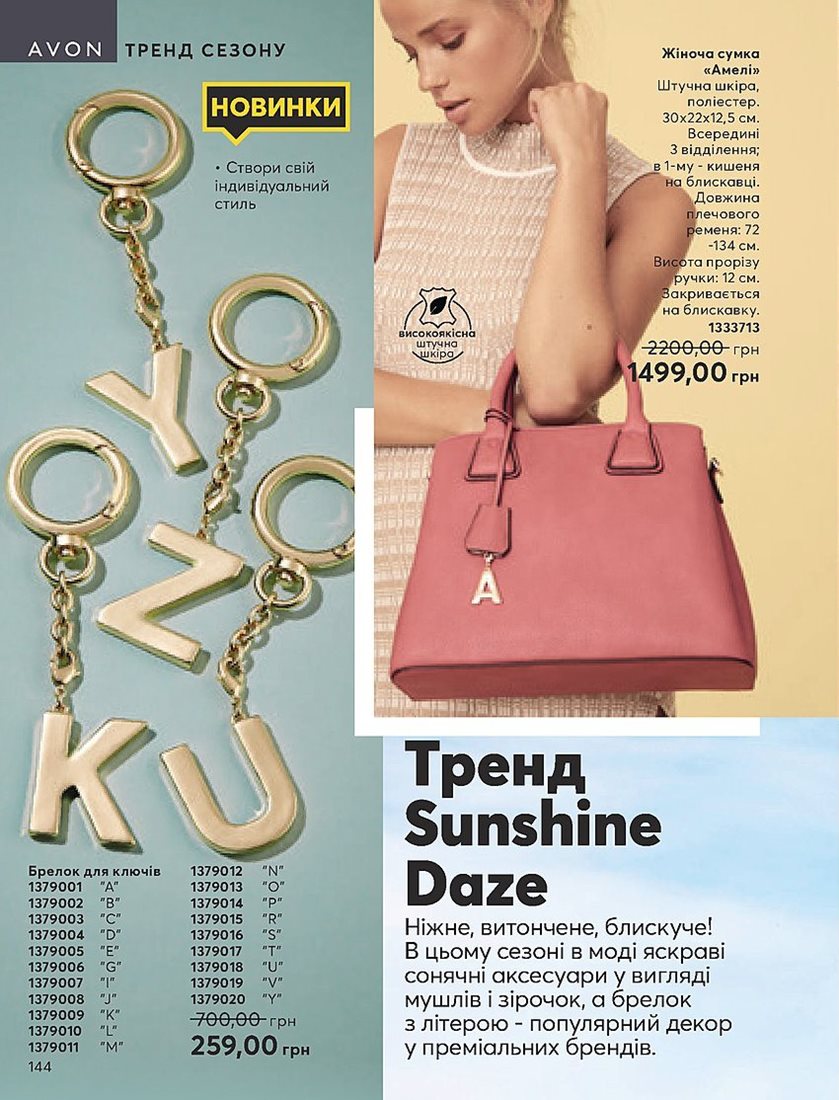 AVON ТРЕНД СЕЗОНУ
НОВИНКИ
• Створи свій
індивідуальний
стиль
Жіноча сумка
«Амелі»
Штучна шкіра,
поліестер.
30х22х12,5 см.
Всередині
3 відділення;
в 1-му - кишеня
на блискавці.
Довжина
плечового
ременя: 72
-134 см.
Висота прорізу
ручки: 12 см.
Закривається
на блискавку.
1333713
2200,00 грн
1499,00 грн
високоякісна
штучна
шкіра
A
Y
Z
K
U
Брелок для ключів
1379001 "A"
1379002 "B"
1379003 "C"
1379004 "D"
1379005 "E"
1379006 "G"
1379007 "I"
1379008 "J"
1379009 "K"
1379010 "L"
1379011 "M"
1379012 "N"
1379013 "O"
1379014 "P"
1379015 "R"
1379016 "S"
1379017 "T"
1379018 "U"
1379019 "V"
1379020 "Y"
700,00 грн
259,00 грн
144
Тренд
Sunshine
Daze
Ніжне, витончене, блискуче!
В цьому сезоні в моді яскраві
сонячні аксесуари у вигляді
мушлів і зірочок, а брелок
з літерою - популярний декор
у преміальних брендів.